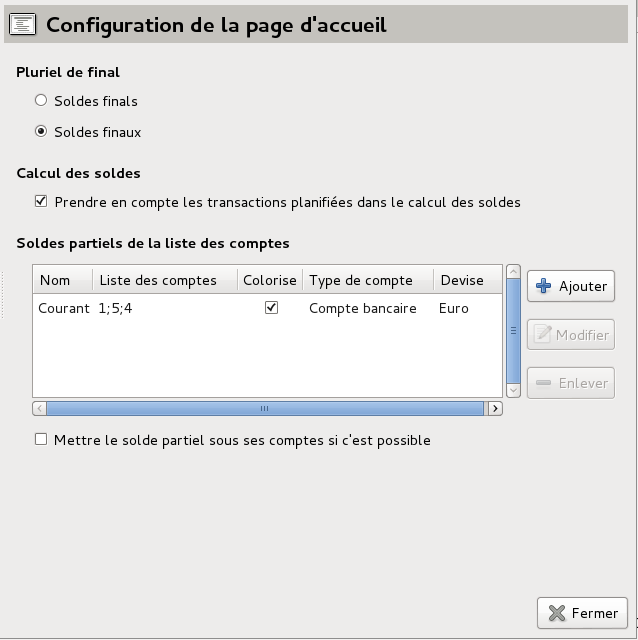 Configuration de la page d'accueil
Pluriel de final
Soldes finals
Soldes finaux
Calcul des soldes
Prendre en compte les transactions planifiées dans le calcul des soldes
Soldes partiels de la liste des comptes
Nom Liste des comptes Colorise Type de compte Devise
Courant 1;5;4 Compte bancaire Euro
Ajouter
Modifier
Enlever
Mettre le solde partiel sous ses comptes si c'est possible
Fermer